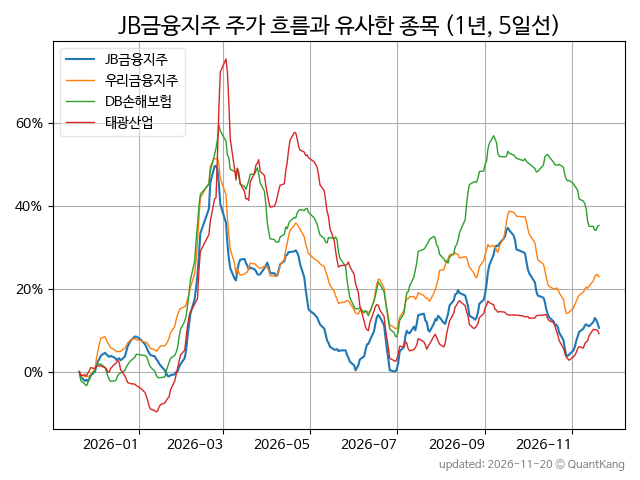 JB금융지주 주가 흐름과 유사한 종목 (1년, 5일선)
JB금융지주
우리금융지주
DB손해보험
태광산업
60%
40%
20%
0%
2026-01 2026-03 2026-05 2026-07 2026-09 2026-11
updated: 2026-11-20 © QuantKang